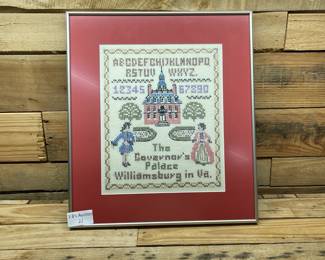 ABCDEFGHIJKLMNOPQ
RSTUV WXYZ.
12345 67890
The
Governor's
Palace
Williamsburg in Va.